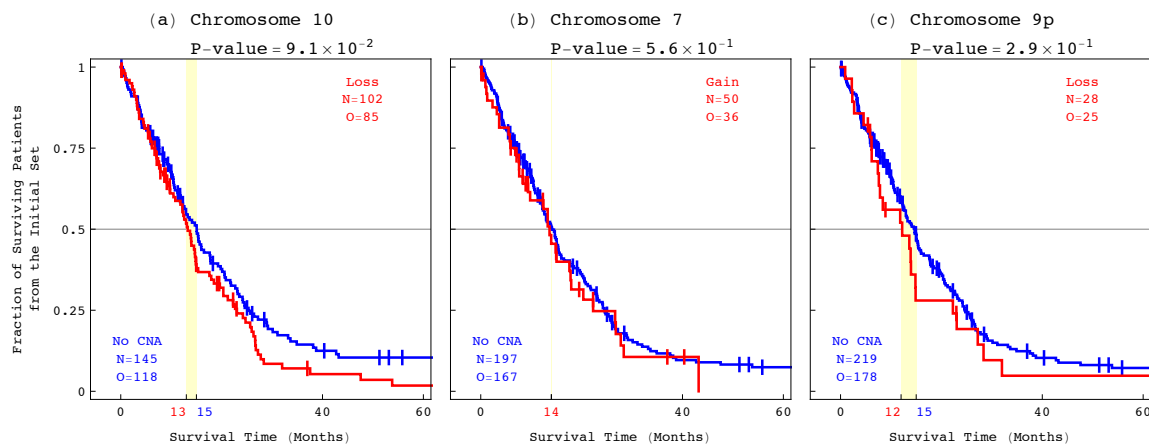 (a) Chromosome 10
P-value = 9.1 × 10⁻²
Fraction of Surviving Patients
from the Initial Set
1
0.75
0.5
0.25
0
Loss
N=102
O=85
No CNA
N=145
O=118
0
13
15
40
60
Survival Time (Months)
(b) Chromosome 7
P-value = 5.6 × 10⁻¹
Gain
N=50
O=36
No CNA
N=197
O=167
0
14
40
60
Survival Time (Months)
(c) Chromosome 9p
P-value = 2.9 × 10⁻¹
Loss
N=28
O=25
No CNA
N=219
O=178
0
12
15
40
60
Survival Time (Months)